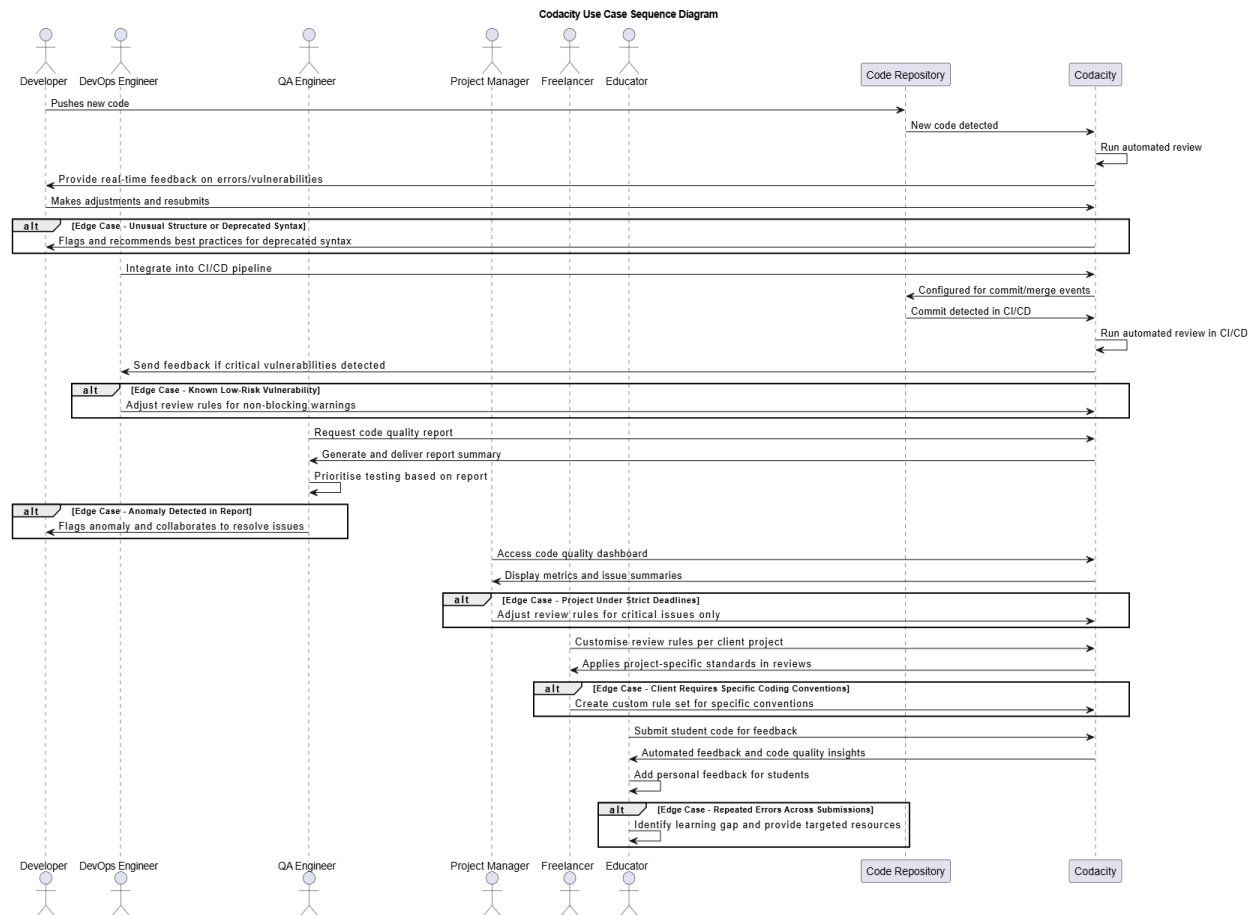 Codacity Use Case Sequence Diagram
Developer
DevOps Engineer
QA Engineer
Project Manager
Freelancer
Educator
Code Repository
Codacity
Pushes new code
New code detected
Run automated review
Provide real-time feedback on errors/vulnerabilities
Makes adjustments and resubmits
alt [Edge Case - Unusual Structure or Deprecated Syntax]
Flags and recommends best practices for deprecated syntax
Integrate into CI/CD pipeline
Configured for commit/merge events
Commit detected in CI/CD
Run automated review in CI/CD
Send feedback if critical vulnerabilities detected
alt [Edge Case - Known Low-Risk Vulnerability]
Adjust review rules for non-blocking warnings
Request code quality report
Generate and deliver report summary
Prioritise testing based on report
alt [Edge Case - Anomaly Detected in Report]
Flags anomaly and collaborates to resolve issues
Access code quality dashboard
Display metrics and issue summaries
alt [Edge Case - Project Under Strict Deadlines]
Adjust review rules for critical issues only
Customise review rules per client project
Applies project-specific standards in reviews
alt [Edge Case - Client Requires Specific Coding Conventions]
Create custom rule set for specific conventions
Submit student code for feedback
Automated feedback and code quality insights
Add personal feedback for students
alt [Edge Case - Repeated Errors Across Submissions]
Identify learning gap and provide targeted resources
Developer
DevOps Engineer
QA Engineer
Project Manager
Freelancer
Educator
Code Repository
Codacity